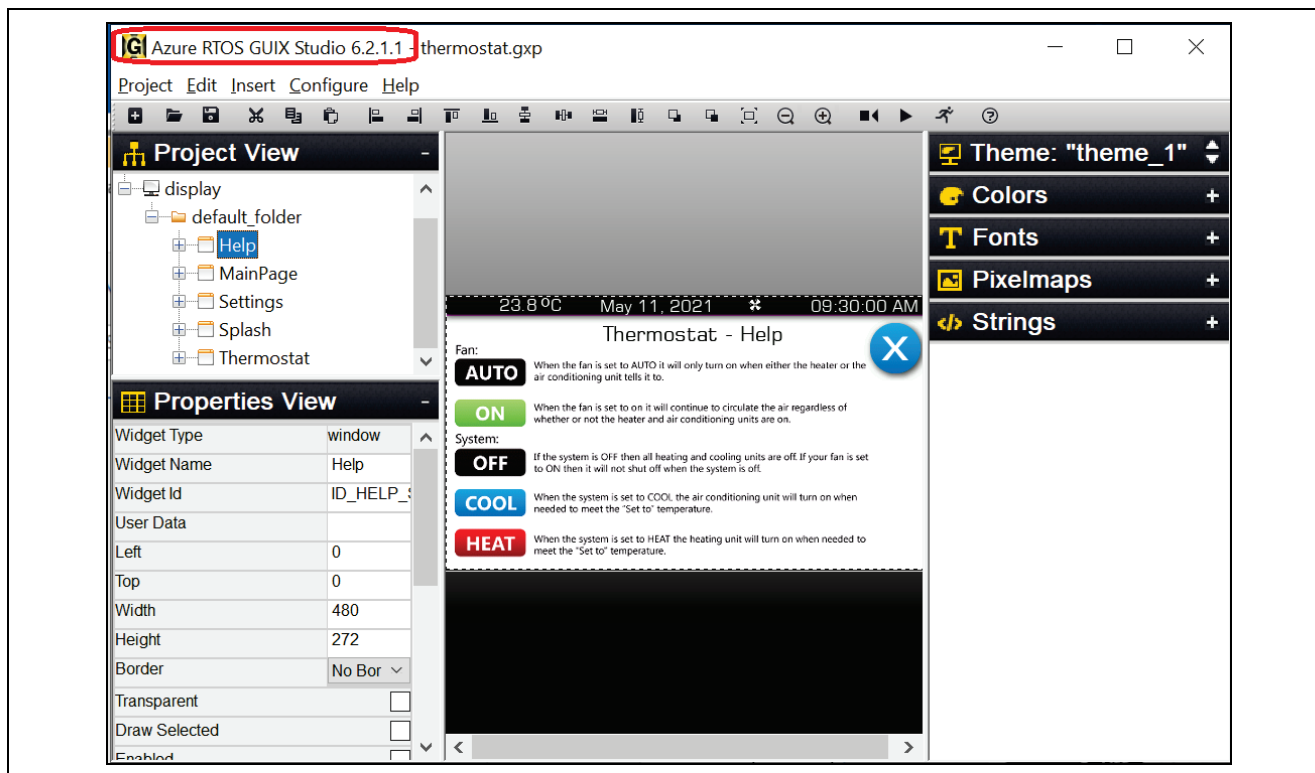 Azure RTOS GUIX Studio 6.2.1.1 - thermostat.gxp
Project Edit Insert Configure Help
Project View
display
default_folder
Help
MainPage
Settings
Splash
Thermostat
Properties View
Widget Type window
Widget Name Help
Widget Id ID_HELP_
User Data
Left 0
Top 0
Width 480
Height 272
Border No Bor
Transparent
Draw Selected
Enabled
23.8 ºC May 11, 2021 09:30:00 AM
Thermostat - Help
X
Fan:
AUTO When the fan is set to AUTO it will only turn on when either the heater or the
air conditioning unit tells it to.
ON When the fan is set to on it will continue to circulate the air regardless of
whether or not the heater and air conditioning units are on.
System:
OFF If the system is OFF then all heating and cooling units are off. If your fan is set
to ON then it will not shut off when the system is off.
COOL When the system is set to COOL the air conditioning unit will turn on when
needed to meet the "Set to" temperature.
HEAT When the system is set to HEAT the heating unit will turn on when needed to
meet the "Set to" temperature.
Theme: "theme_1"
Colors +
Fonts +
Pixelmaps +
Strings +